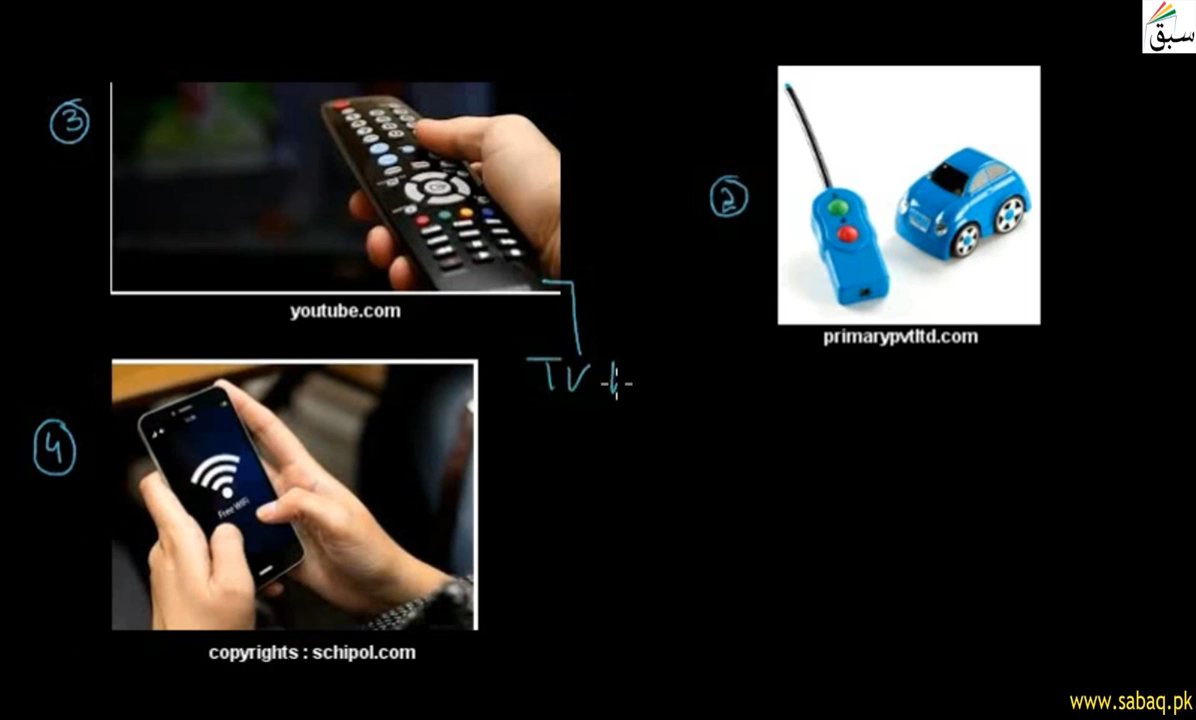 سبق
3
2
youtube.com
primarypvtltd.com
TV
4
Free WiFi
copyrights : schipol.com
www.sabaq.pk